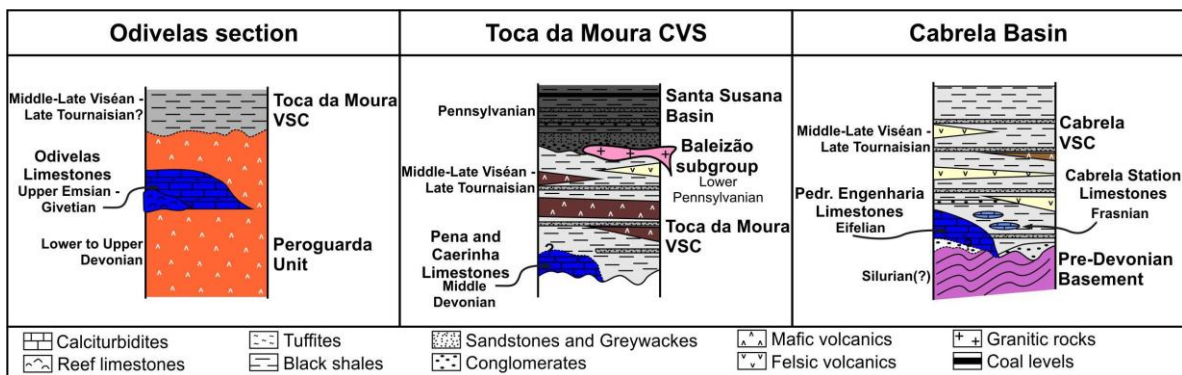 Odivelas section
Toca da Moura CVS
Cabrela Basin
Middle-Late Viséan -
Late Tournaisian?
Toca da Moura
VSC
Odivelas
Limestones
Upper Emsian -
Givetian
Lower to Upper
Devonian
Peroguarda
Unit
Pennsylvanian
Santa Susana
Basin
Baleizão
subgroup
Lower
Pennsylvanian
Middle-Late Viséan -
Late Tournaisian
Toca da Moura
VSC
Pena and
Caerinha
Limestones
Middle
Devonian
?
Middle-Late Viséan -
Late Tournaisian
Cabrela
VSC
Cabrela Station
Limestones
Frasnian
Pedr. Engenharia
Limestones
Eifelian
Silurian(?)
Pre-Devonian
Basement
Calciturbidites
Reef limestones
Tuffites
Black shales
Sandstones and Greywackes
Conglomerates
Mafic volcanics
Felsic volcanics
Granitic rocks
Coal levels